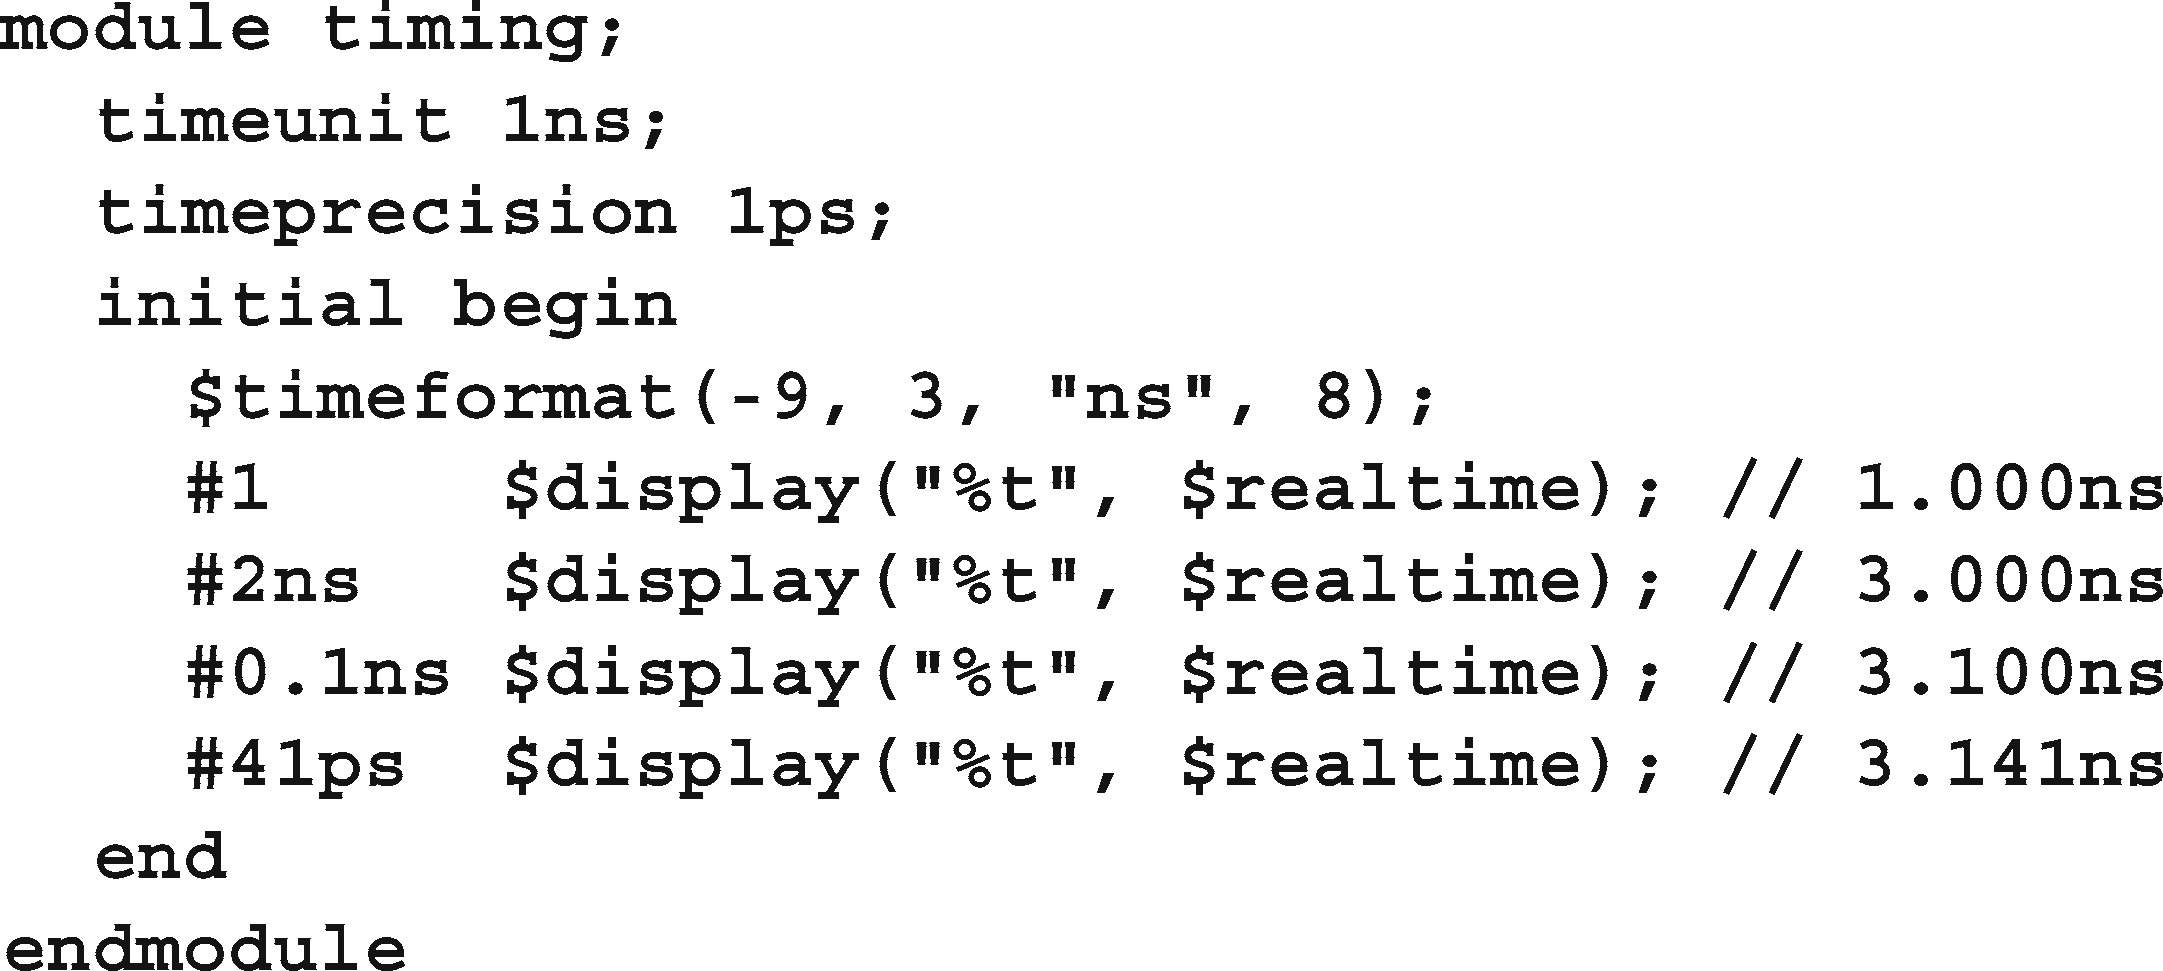 module timing;
  timeunit 1ns;
  timeprecision 1ps;
  initial begin
    $timeformat(-9, 3, "ns", 8);
    #1     $display("%t", $realtime); // 1.000ns
    #2ns   $display("%t", $realtime); // 3.000ns
    #0.1ns $display("%t", $realtime); // 3.100ns
    #41ps  $display("%t", $realtime); // 3.141ns
  end
endmodule